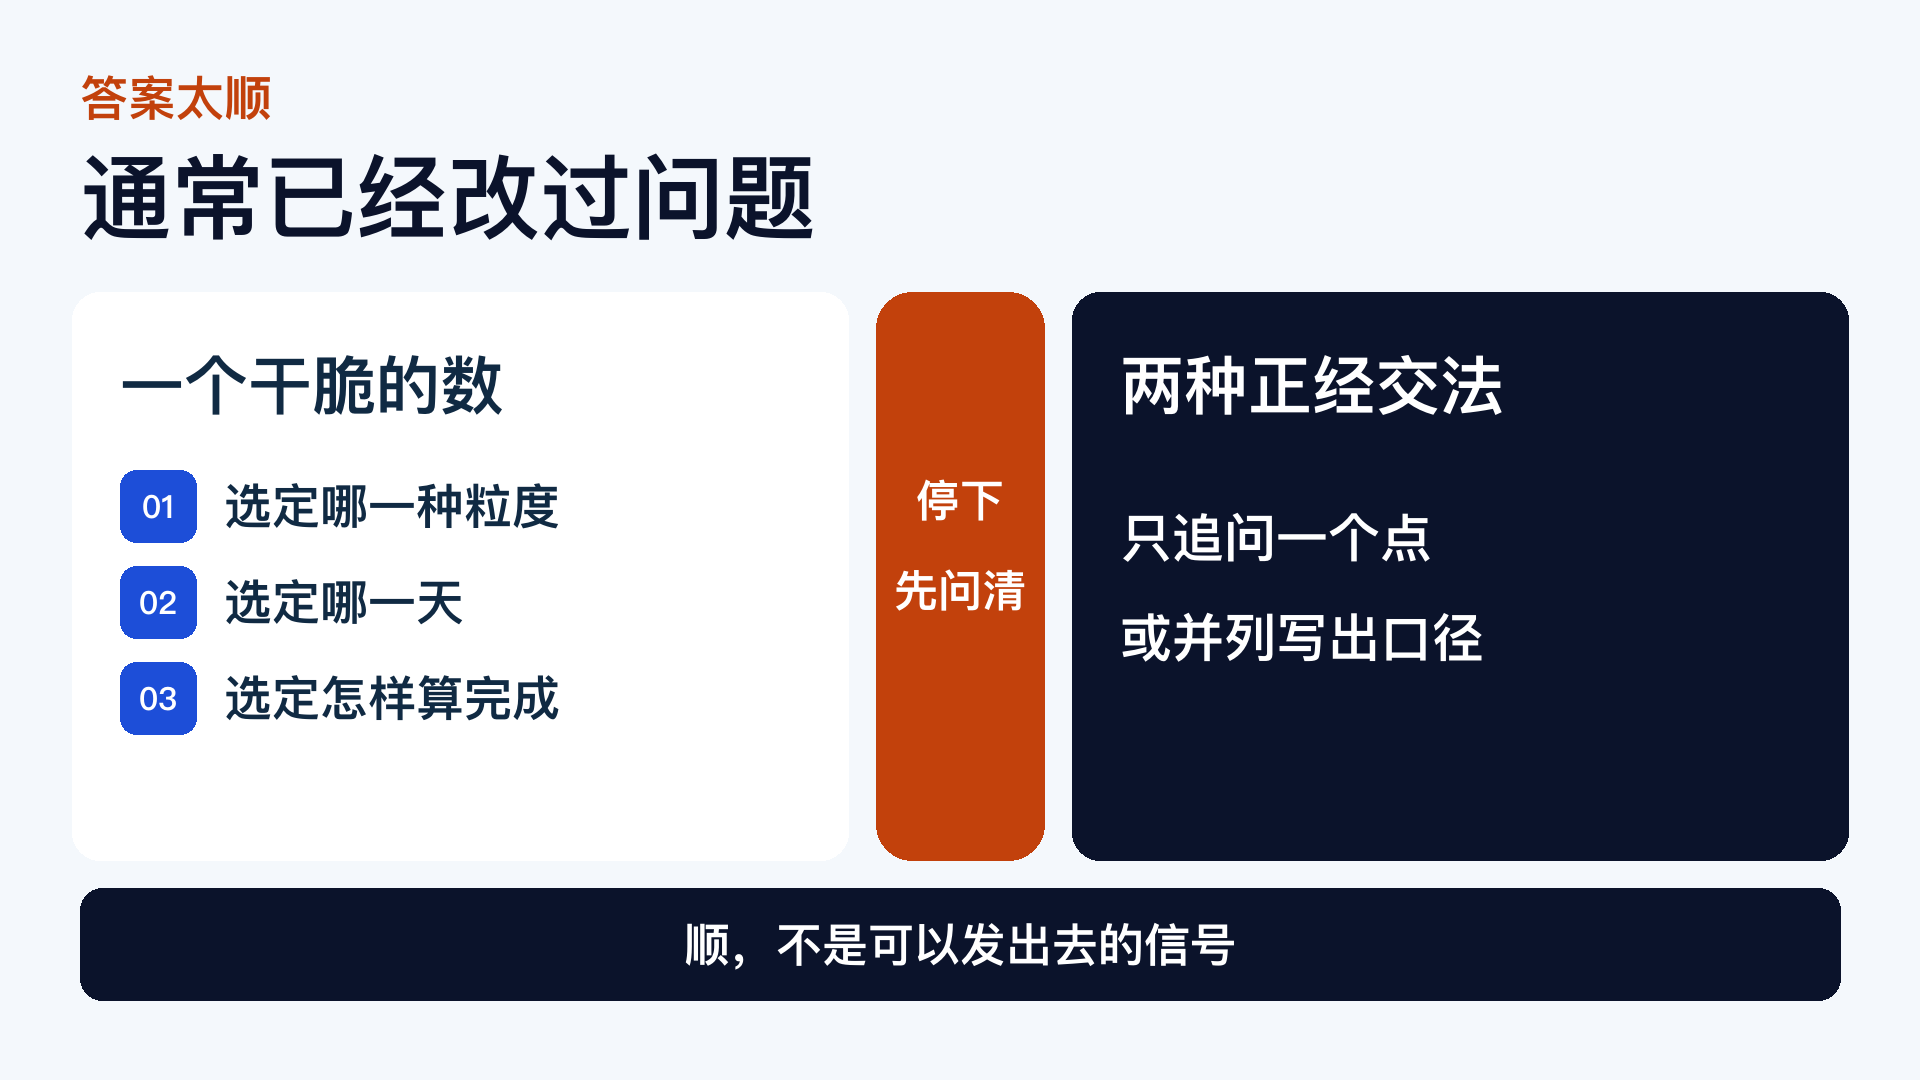 答案太顺
通常已经改过问题
一个干脆的数
01 选定哪一种粒度
02 选定哪一天
03 选定怎样算完成
停下
先问清
两种正经交法
只追问一个点
或并列写出口径
顺，不是可以发出去的信号